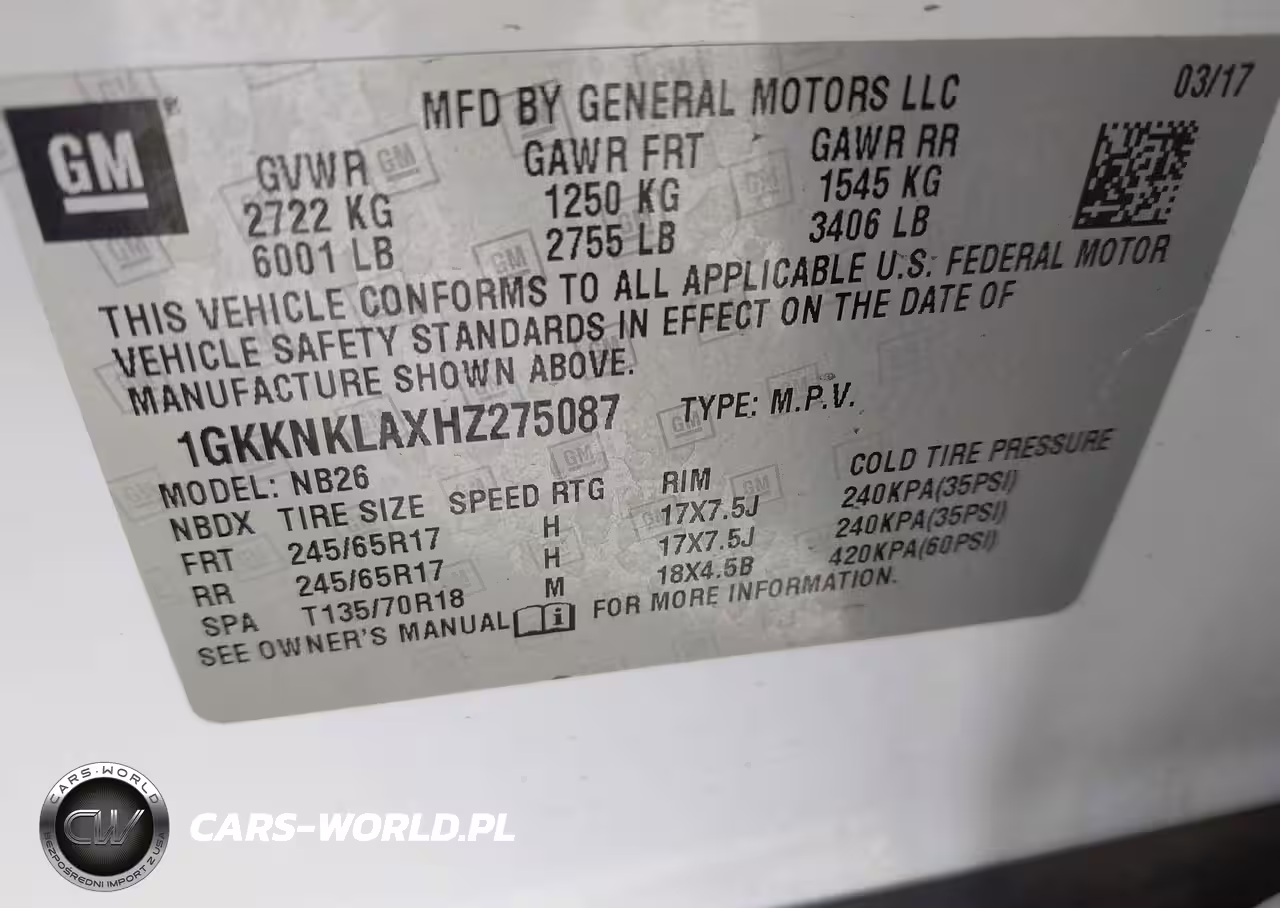 GM
MFD BY GENERAL MOTORS LLC 03/17
GVWR GAWR FRT GAWR RR
2722 KG 1250 KG 1545 KG
6001 LB 2755 LB 3406 LB
THIS VEHICLE CONFORMS TO ALL APPLICABLE U.S. FEDERAL MOTOR
VEHICLE SAFETY STANDARDS IN EFFECT ON THE DATE OF
MANUFACTURE SHOWN ABOVE.
1GKKNKLAXHZ275087 TYPE: M.P.V.
MODEL: NB26
NBDX TIRE SIZE SPEED RTG RIM COLD TIRE PRESSURE
FRT 245/65R17 H 17X7.5J 240KPA(35PSI)
RR 245/65R17 H 17X7.5J 240KPA(35PSI)
SPA T135/70R18 M 18X4.5B 420KPA(60PSI)
SEE OWNER'S MANUAL i FOR MORE INFORMATION.
CARS-WORLD
CW
BEZPOŚREDNI IMPORT Z USA
CARS-WORLD.PL